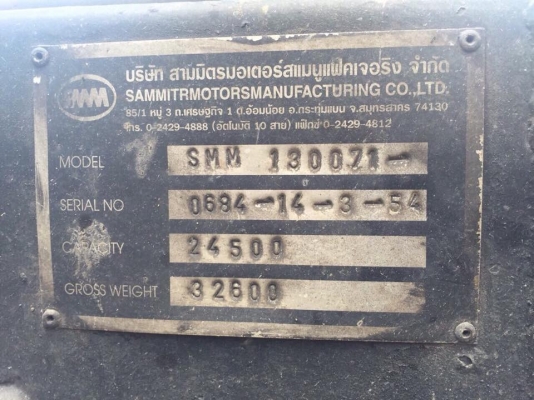 บริษัท สามมิตรมอเตอร์สแมนูแฟคเจอริง จำกัด
SMM
SAMMITRMOTORSMANUFACTURING CO.,LTD.
85/1 หมู่ 3 ถ.เศรษฐกิจ 1 ต.อ้อมน้อย อ.กระทุ่มแบน จ.สมุทรสาคร 74130
โทร. 0-2429-4888 (อัตโนมัติ 10 สาย) แฟ็กซ์ 0-2429-4812
MODEL SMM 130071-
SERIAL NO 0684-14-3-54
CAPACITY 24500
GROSS WEIGHT 32600